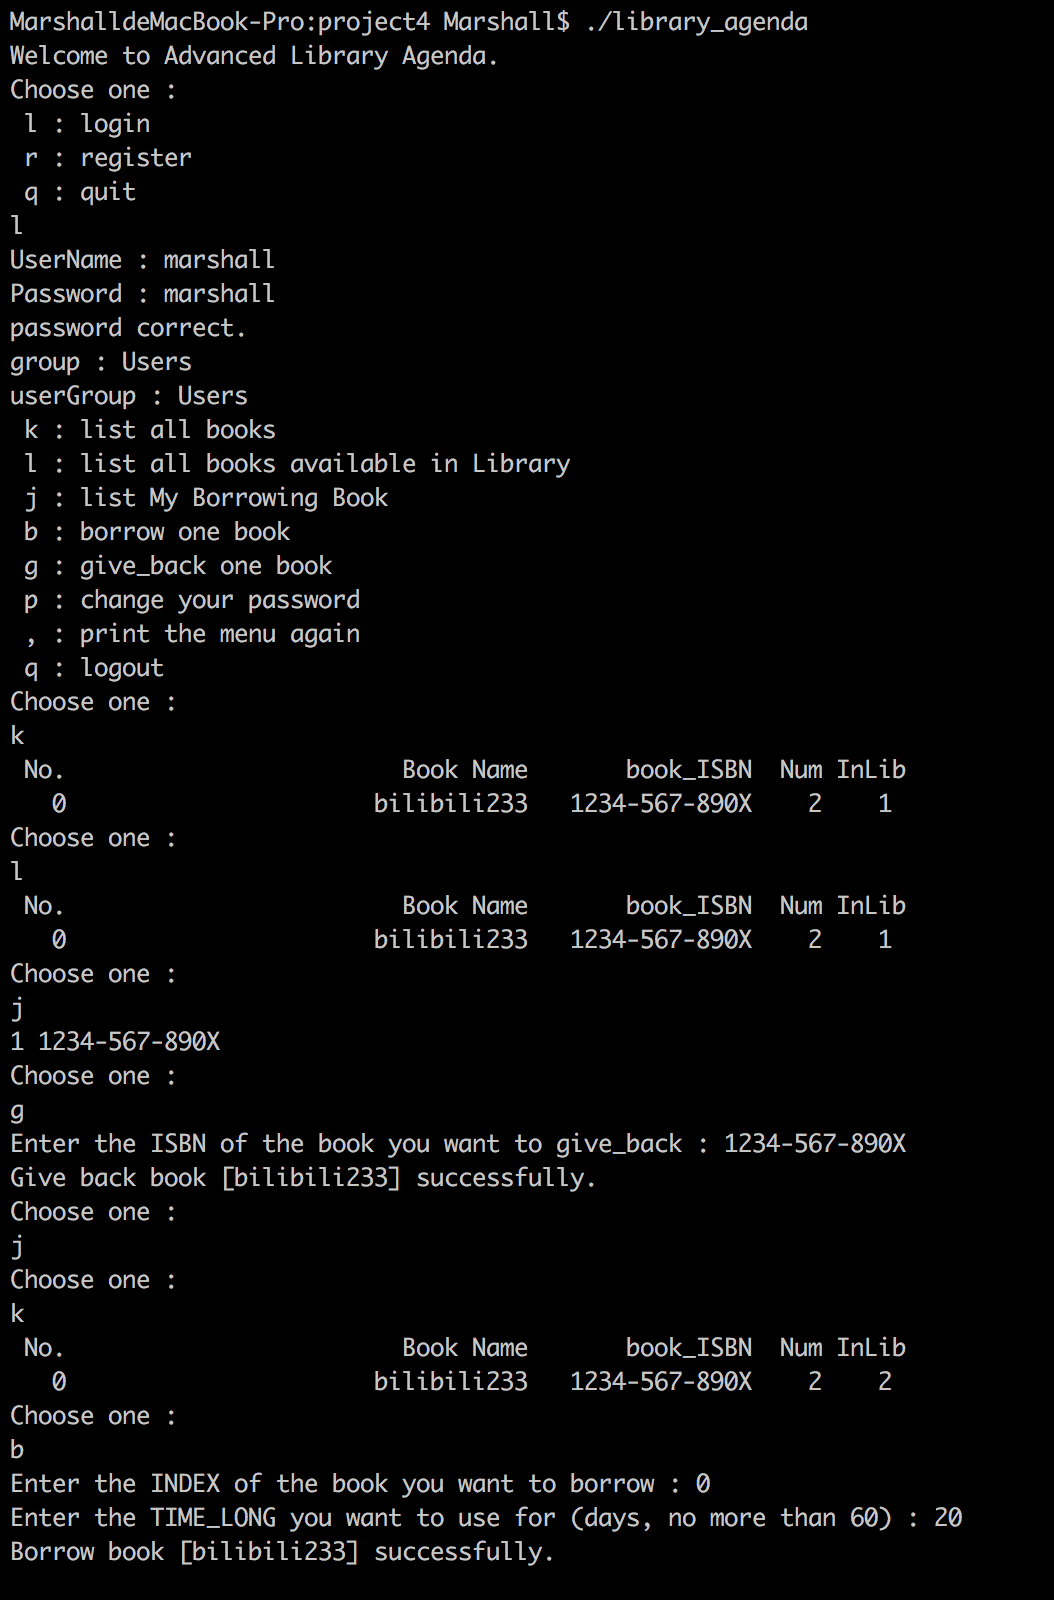 MarshalldeMacBook-Pro:project4 Marshall$ ./library_agenda
Welcome to Advanced Library Agenda.
Choose one :
 l : login
 r : register
 q : quit
l
UserName : marshall
Password : marshall
password correct.
group : Users
userGroup : Users
 k : list all books
 l : list all books available in Library
 j : list My Borrowing Book
 b : borrow one book
 g : give_back one book
 p : change your password
 , : print the menu again
 q : logout
Choose one :
k
 No.                        Book Name       book_ISBN  Num InLib
   0                      bilibili233   1234-567-890X    2    1
Choose one :
l
 No.                        Book Name       book_ISBN  Num InLib
   0                      bilibili233   1234-567-890X    2    1
Choose one :
j
1 1234-567-890X
Choose one :
g
Enter the ISBN of the book you want to give_back : 1234-567-890X
Give back book [bilibili233] successfully.
Choose one :
j
Choose one :
k
 No.                        Book Name       book_ISBN  Num InLib
   0                      bilibili233   1234-567-890X    2    2
Choose one :
b
Enter the INDEX of the book you want to borrow : 0
Enter the TIME_LONG you want to use for (days, no more than 60) : 20
Borrow book [bilibili233] successfully.